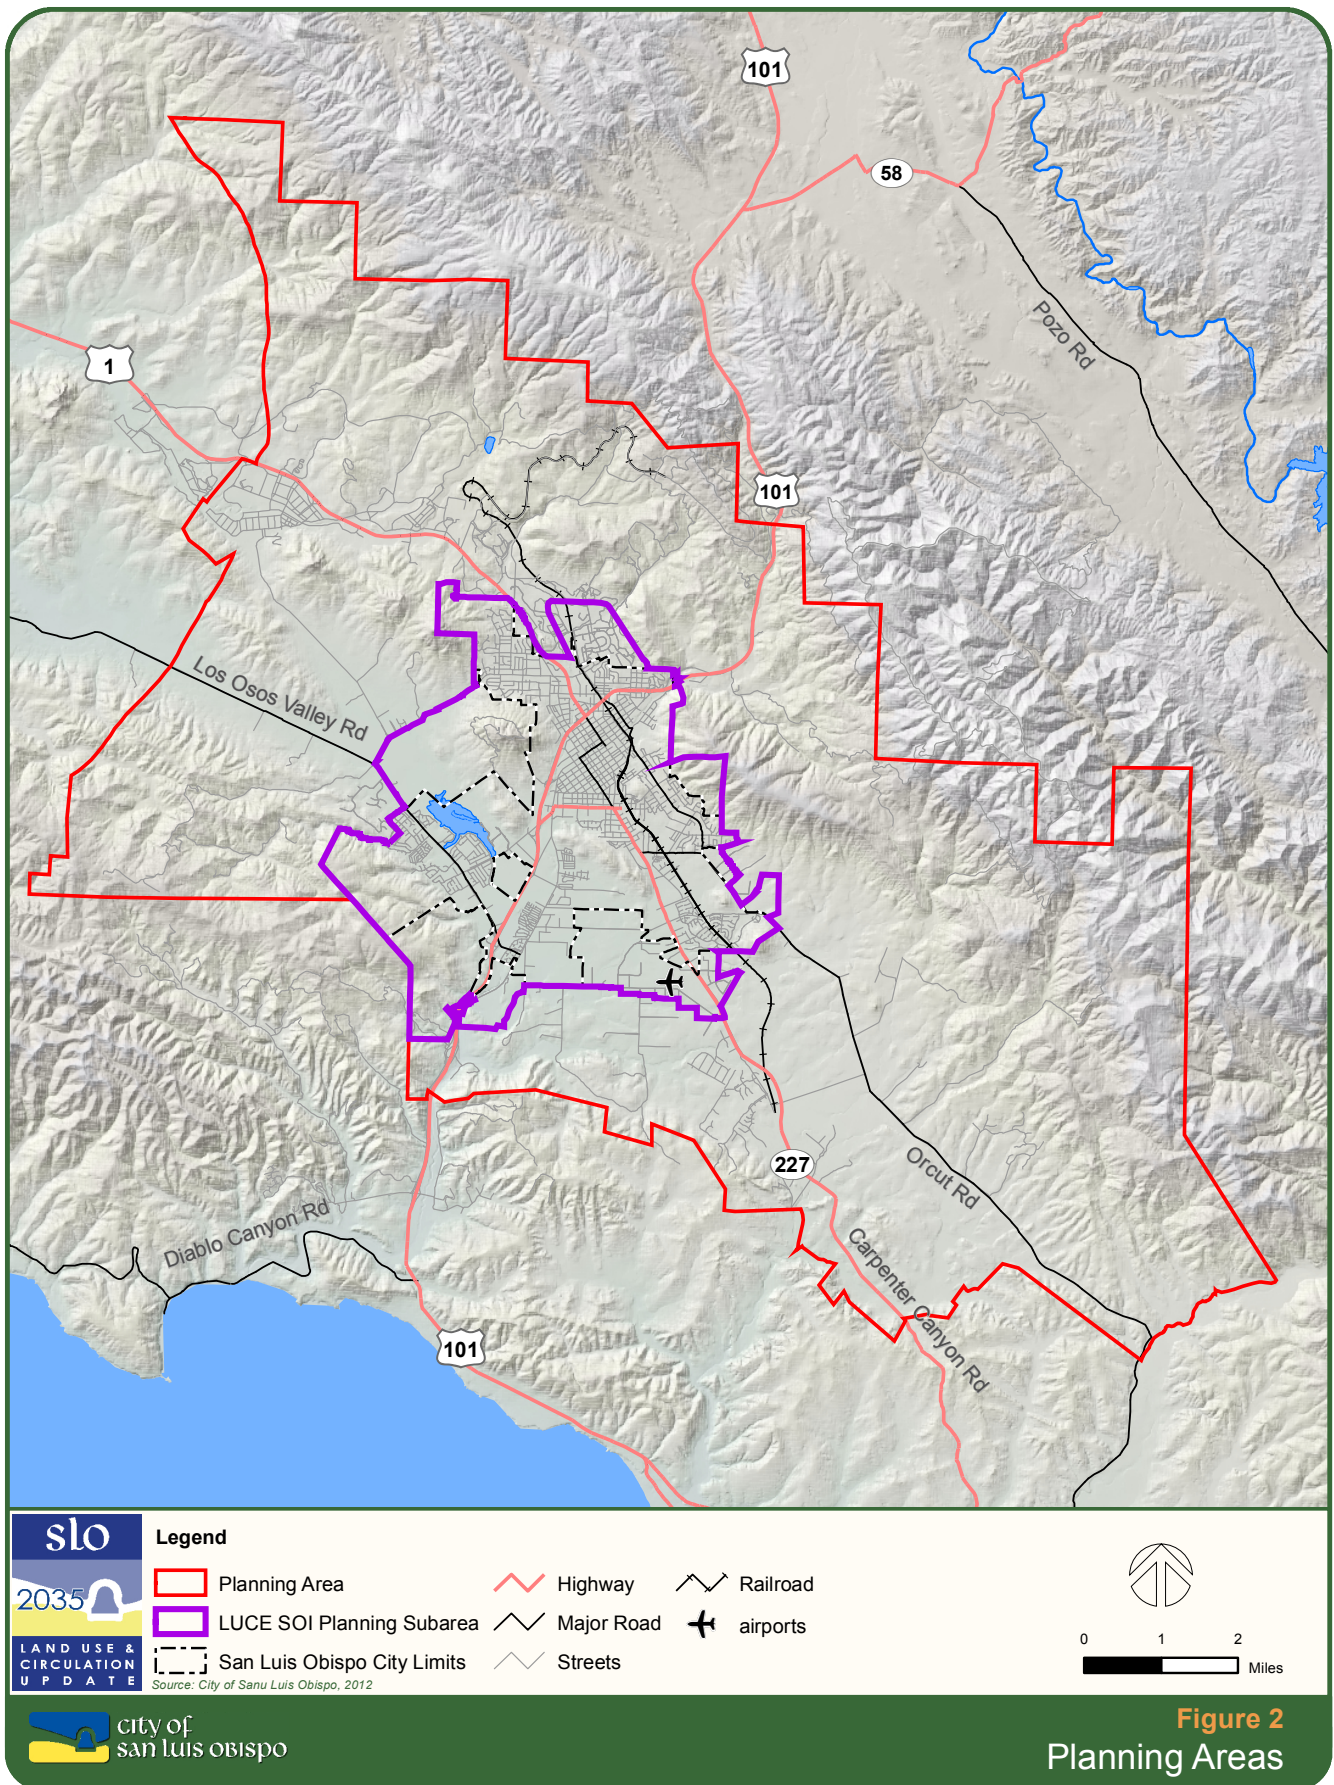 101
58
Pozo Rd
1
101
Los Osos Valley Rd
227
Orcut Rd
Diablo Canyon Rd
Carpenter Canyon Rd
101
slo
2035
LAND USE &
CIRCULATION
UPDATE
Legend
Planning Area
LUCE SOI Planning Subarea
San Luis Obispo City Limits
Source: City of Sanu Luis Obispo, 2012
Highway
Major Road
Streets
Railroad
airports
0 1 2
Miles
city of
san luis obispo
Figure 2
Planning Areas